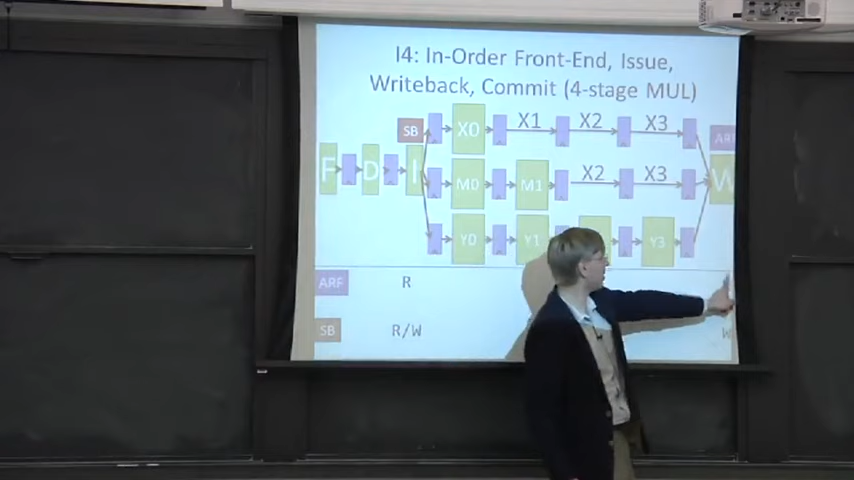 I4: In-Order Front-End, Issue,
Writeback, Commit (4-stage MUL)
SB X0 X1 X2 X3 ARF
F D I M0 M1 X2 X3 W
Y0 Y1 Y3
ARF R
SB R/W W